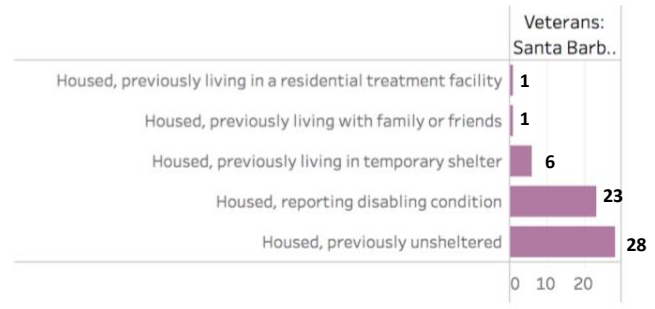 Veterans:
Santa Barb..
Housed, previously living in a residential treatment facility 1
Housed, previously living with family or friends 1
Housed, previously living in temporary shelter 6
Housed, reporting disabling condition 23
Housed, previously unsheltered 28
0 10 20